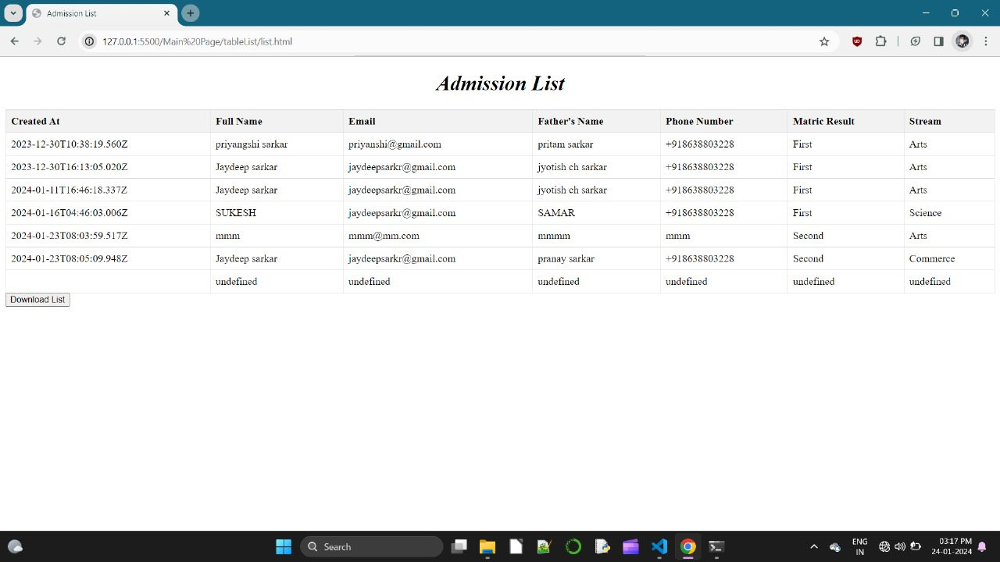 Admission List
127.0.0.1:5500/Main%20Page/tableList/list.html
Admission List
Created At Full Name Email Father's Name Phone Number Matric Result Stream
2023-12-30T10:38:19.560Z priyangshi sarkar priyanshi@gmail.com pritam sarkar +918638803228 First Arts
2023-12-30T16:13:05.020Z Jaydeep sarkar jaydeepsarkr@gmail.com jyotish ch sarkar +918638803228 First Arts
2024-01-11T16:46:18.337Z Jaydeep sarkar jaydeepsarkr@gmail.com jyotish ch sarkar +918638803228 First Arts
2024-01-16T04:46:03.006Z SUKESH jaydeepsarkr@gmail.com SAMAR +918638803228 First Science
2024-01-23T08:03:59.517Z mmm mmm@mm.com mmmm mmm Second Arts
2024-01-23T08:05:09.948Z Jaydeep sarkar jaydeepsarkr@gmail.com pranay sarkar +918638803228 Second Commerce
undefined undefined undefined undefined undefined undefined
Download List
Search
ENG 03:17 PM
IN 24-01-2024